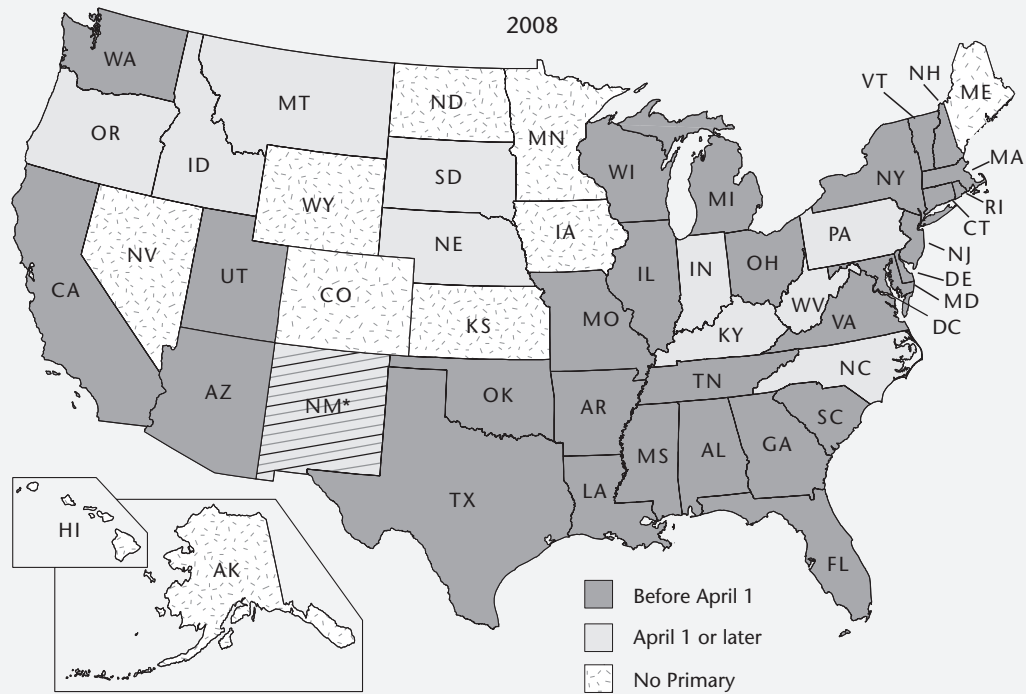 2008
WA
MT
ND
MN
VT
NH
ME
OR
ID
SD
WI
MI
NY
MA
WY
RI
CT
NV
UT
NE
IA
IL
IN
OH
PA
NJ
DE
MD
DC
CA
CO
KS
MO
WV
VA
KY
NC
AZ
NM*
OK
AR
TN
SC
MS
AL
GA
TX
LA
FL
HI
AK
Before April 1
April 1 or later
No Primary